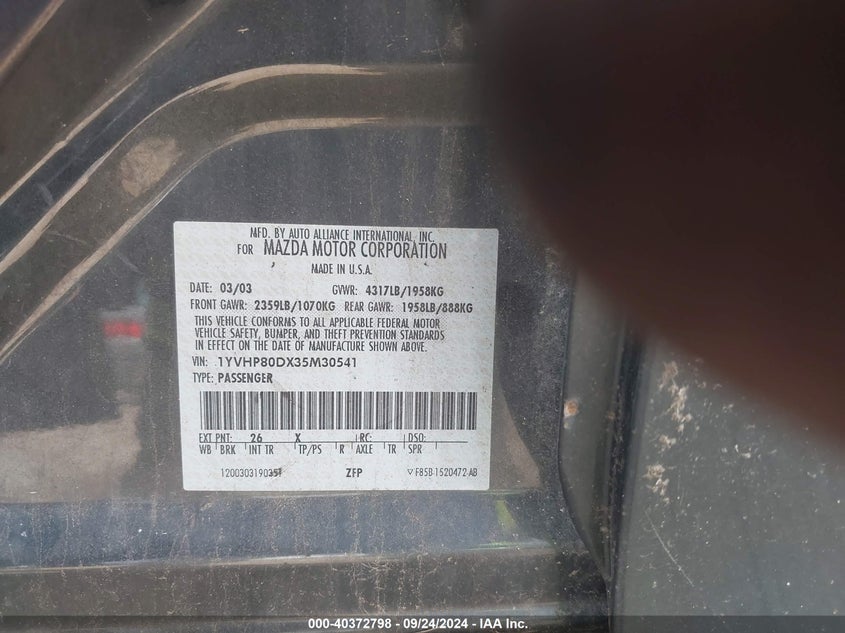 MFD. BY AUTO ALLIANCE INTERNATIONAL, INC.
FOR MAZDA MOTOR CORPORATION
MADE IN U.S.A.
DATE: 03/03 GVWR: 4317LB/1958KG
FRONT GAWR: 2359LB/1070KG REAR GAWR: 1958LB/888KG
THIS VEHICLE CONFORMS TO ALL APPLICABLE FEDERAL MOTOR
VEHICLE SAFETY, BUMPER, AND THEFT PREVENTION STANDARDS
IN EFFECT ON THE DATE OF MANUFACTURE SHOWN ABOVE.
VIN: 1YVHP80DX35M30541
TYPE: PASSENGER
EXT PNT: 26 X RC: DSO:
WB BRK INT TR TP/PS R AXLE TR SPR
ZFP F85B 1520472 AB
000-40372798 - 09/24/2024 - IAA Inc.